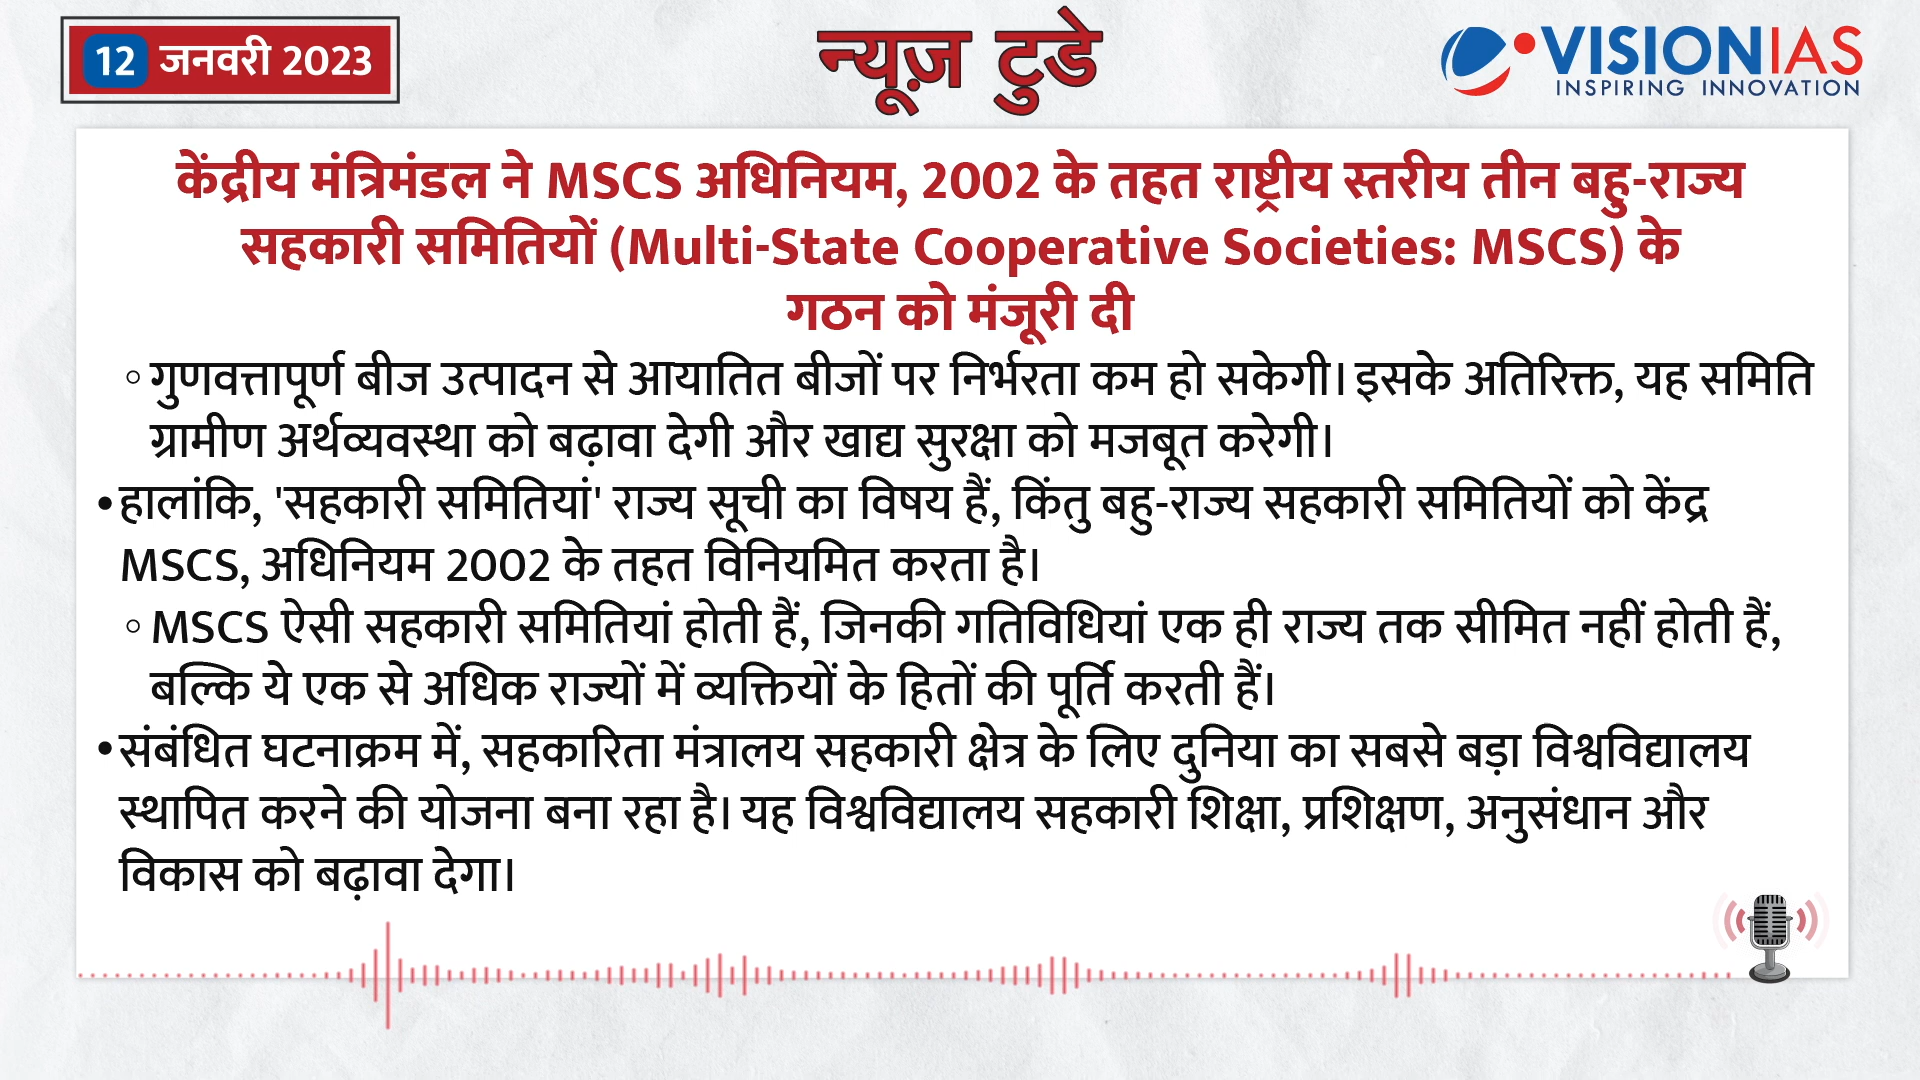 12 जनवरी 2023
न्यूज़ टुडे
VISIONIAS
INSPIRING INNOVATION
केंद्रीय मंत्रिमंडल ने MSCS अधिनियम, 2002 के तहत राष्ट्रीय स्तरीय तीन बहु-राज्य
सहकारी समितियों (Multi-State Cooperative Societies: MSCS) के
गठन को मंजूरी दी
◦ गुणवत्तापूर्ण बीज उत्पादन से आयातित बीजों पर निर्भरता कम हो सकेगी। इसके अतिरिक्त, यह समिति
ग्रामीण अर्थव्यवस्था को बढ़ावा देगी और खाद्य सुरक्षा को मजबूत करेगी।
• हालांकि, 'सहकारी समितियां' राज्य सूची का विषय हैं, किंतु बहु-राज्य सहकारी समितियों को केंद्र
MSCS, अधिनियम 2002 के तहत विनियमित करता है।
◦ MSCS ऐसी सहकारी समितियां होती हैं, जिनकी गतिविधियां एक ही राज्य तक सीमित नहीं होती हैं,
बल्कि ये एक से अधिक राज्यों में व्यक्तियों के हितों की पूर्ति करती हैं।
• संबंधित घटनाक्रम में, सहकारिता मंत्रालय सहकारी क्षेत्र के लिए दुनिया का सबसे बड़ा विश्वविद्यालय
स्थापित करने की योजना बना रहा है। यह विश्वविद्यालय सहकारी शिक्षा, प्रशिक्षण, अनुसंधान और
विकास को बढ़ावा देगा।